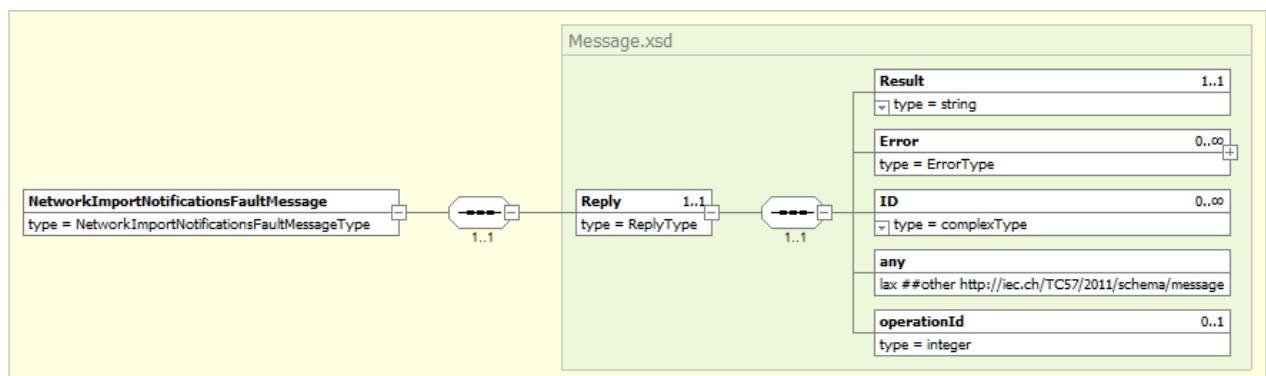 Message.xsd
Result 1..1
type = string
Error 0..∞
type = ErrorType
NetworkImportNotificationsFaultMessage
type = NetworkImportNotificationsFaultMessageType
1..1
Reply 1..1
type = ReplyType
1..1
ID 0..∞
type = complexType
any
lax ##other http://iec.ch/TC57/2011/schema/message
operationId 0..1
type = integer